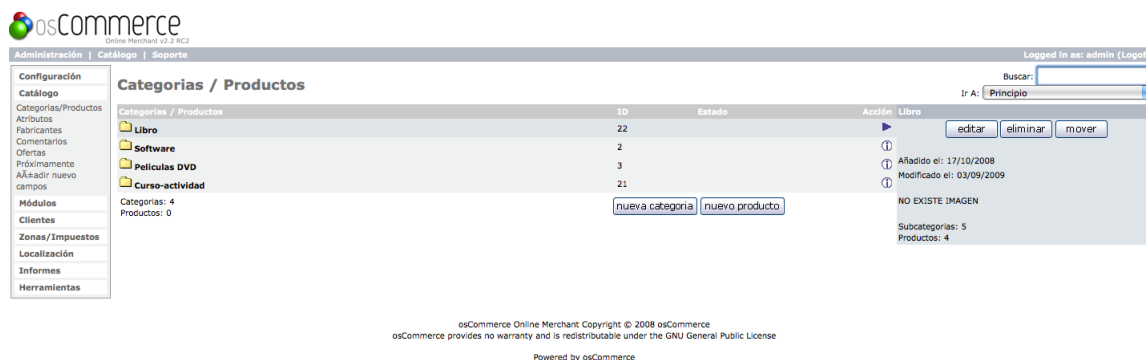 osCommerce
Online Merchant v2.2 RC2
Administración | Catálogo | Soporte
Logged in as: admin (Logof
Configuración
Catálogo
Categorias/Productos
Atributos
Fabricantes
Comentarios
Ofertas
Próximamente
AÃ±adir nuevo
campos
Módulos
Clientes
Zonas/Impuestos
Localización
Informes
Herramientas
Categorias / Productos
Buscar:
Ir A: Principio
Categorias / Productos ID Estado Acción
Libro 22
Software 2
Peliculas DVD 3
Curso-actividad 21
Categorias: 4
Productos: 0
nueva categoria nuevo producto
Libro
editar eliminar mover
Añadido el: 17/10/2008
Modificado el: 03/09/2009
NO EXISTE IMAGEN
Subcategorias: 5
Productos: 4
osCommerce Online Merchant Copyright © 2008 osCommerce
osCommerce provides no warranty and is redistributable under the GNU General Public License
Powered by osCommerce